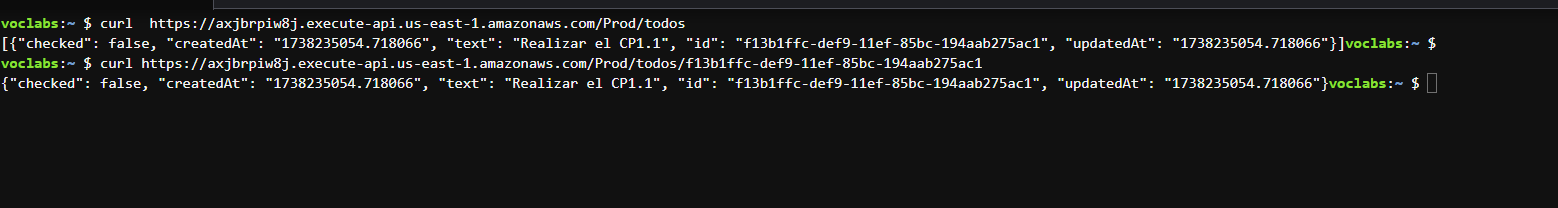 voclabs:~ $ curl  https://axjbrpiw8j.execute-api.us-east-1.amazonaws.com/Prod/todos
[{"checked": false, "createdAt": "1738235054.718066", "text": "Realizar el CP1.1", "id": "f13b1ffc-def9-11ef-85bc-194aab275ac1", "updatedAt": "1738235054.718066"}]voclabs:~ $
voclabs:~ $ curl https://axjbrpiw8j.execute-api.us-east-1.amazonaws.com/Prod/todos/f13b1ffc-def9-11ef-85bc-194aab275ac1
{"checked": false, "createdAt": "1738235054.718066", "text": "Realizar el CP1.1", "id": "f13b1ffc-def9-11ef-85bc-194aab275ac1", "updatedAt": "1738235054.718066"}voclabs:~ $